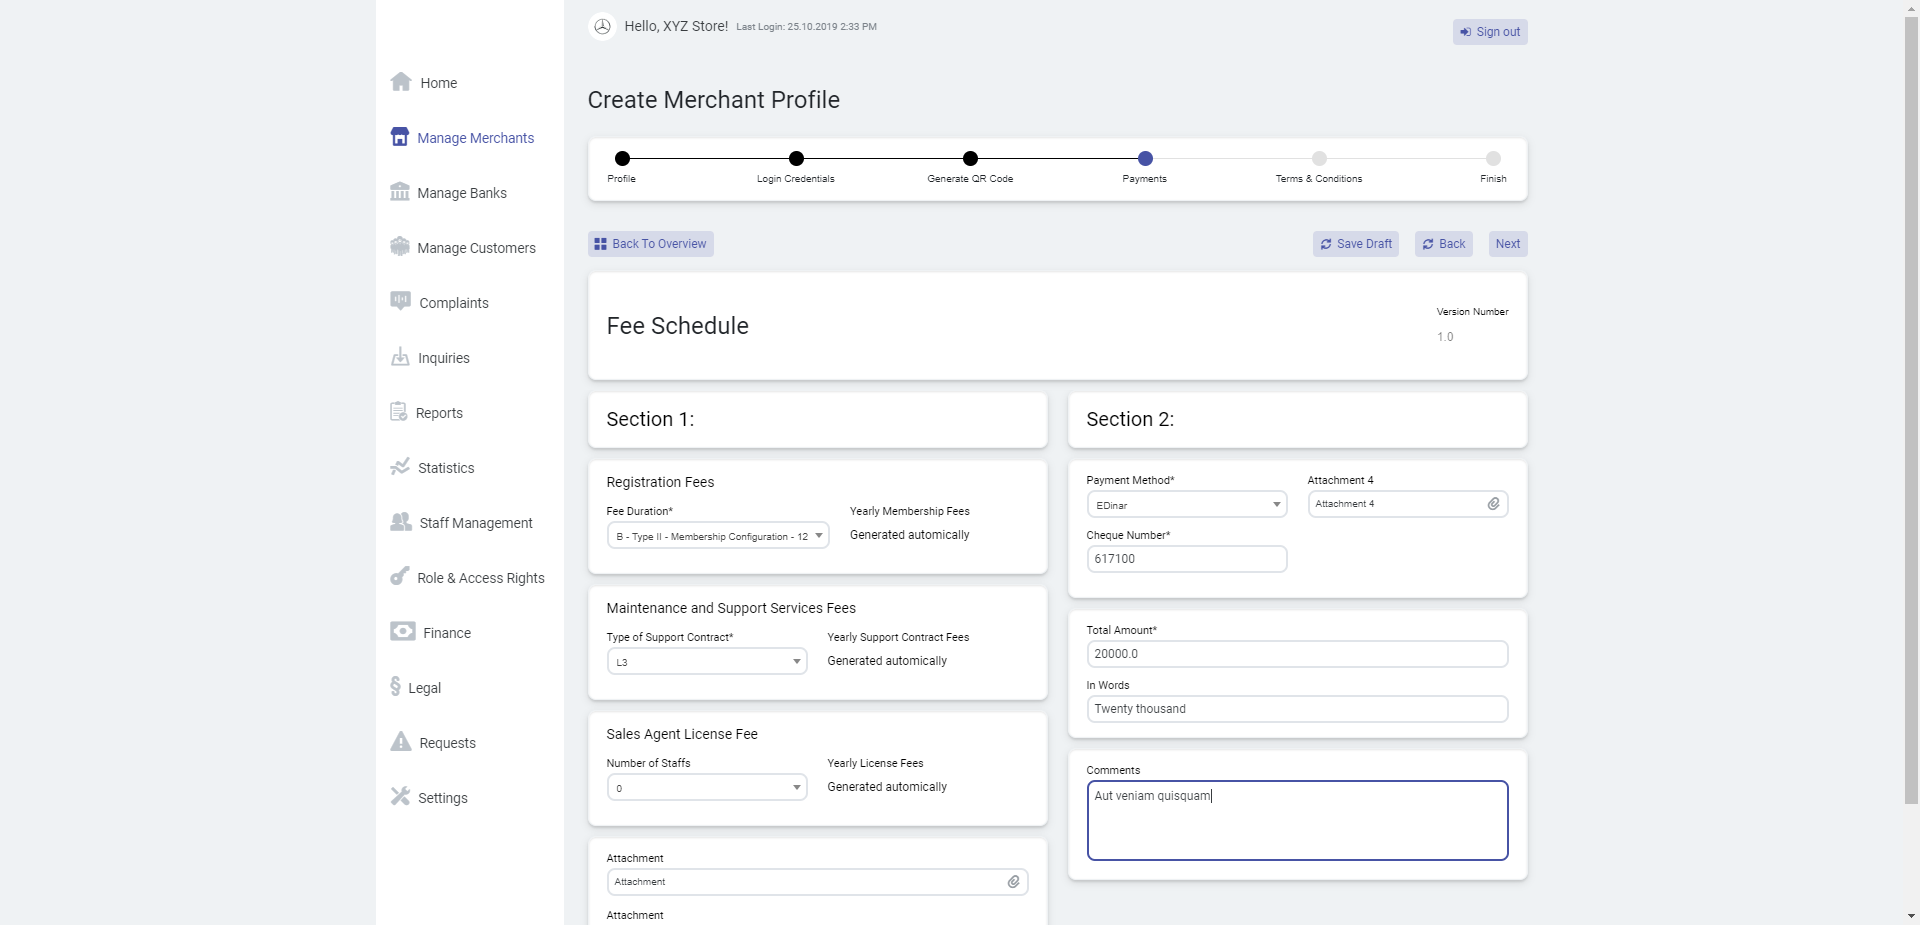 Hello, XYZ Store! Last Login: 25.10.2019 2:33 PM
Sign out
Home
Manage Merchants
Manage Banks
Manage Customers
Complaints
Inquiries
Reports
Statistics
Staff Management
Role & Access Rights
Finance
Legal
Requests
Settings
Create Merchant Profile
Profile
Login Credentials
Generate QR Code
Payments
Terms & Conditions
Finish
Back To Overview
Save Draft
Back
Next
Fee Schedule
Version Number
1.0
Section 1:
Registration Fees
Fee Duration*
B - Type II - Membership Configuration - 12
Yearly Membership Fees
Generated automically
Maintenance and Support Services Fees
Type of Support Contract*
L3
Yearly Support Contract Fees
Generated automically
Sales Agent License Fee
Number of Staffs
0
Yearly License Fees
Generated automically
Attachment
Attachment
Attachment
Section 2:
Payment Method*
EDinar
Attachment 4
Attachment 4
Cheque Number*
617100
Total Amount*
20000.0
In Words
Twenty thousand
Comments
Aut veniam quisquam